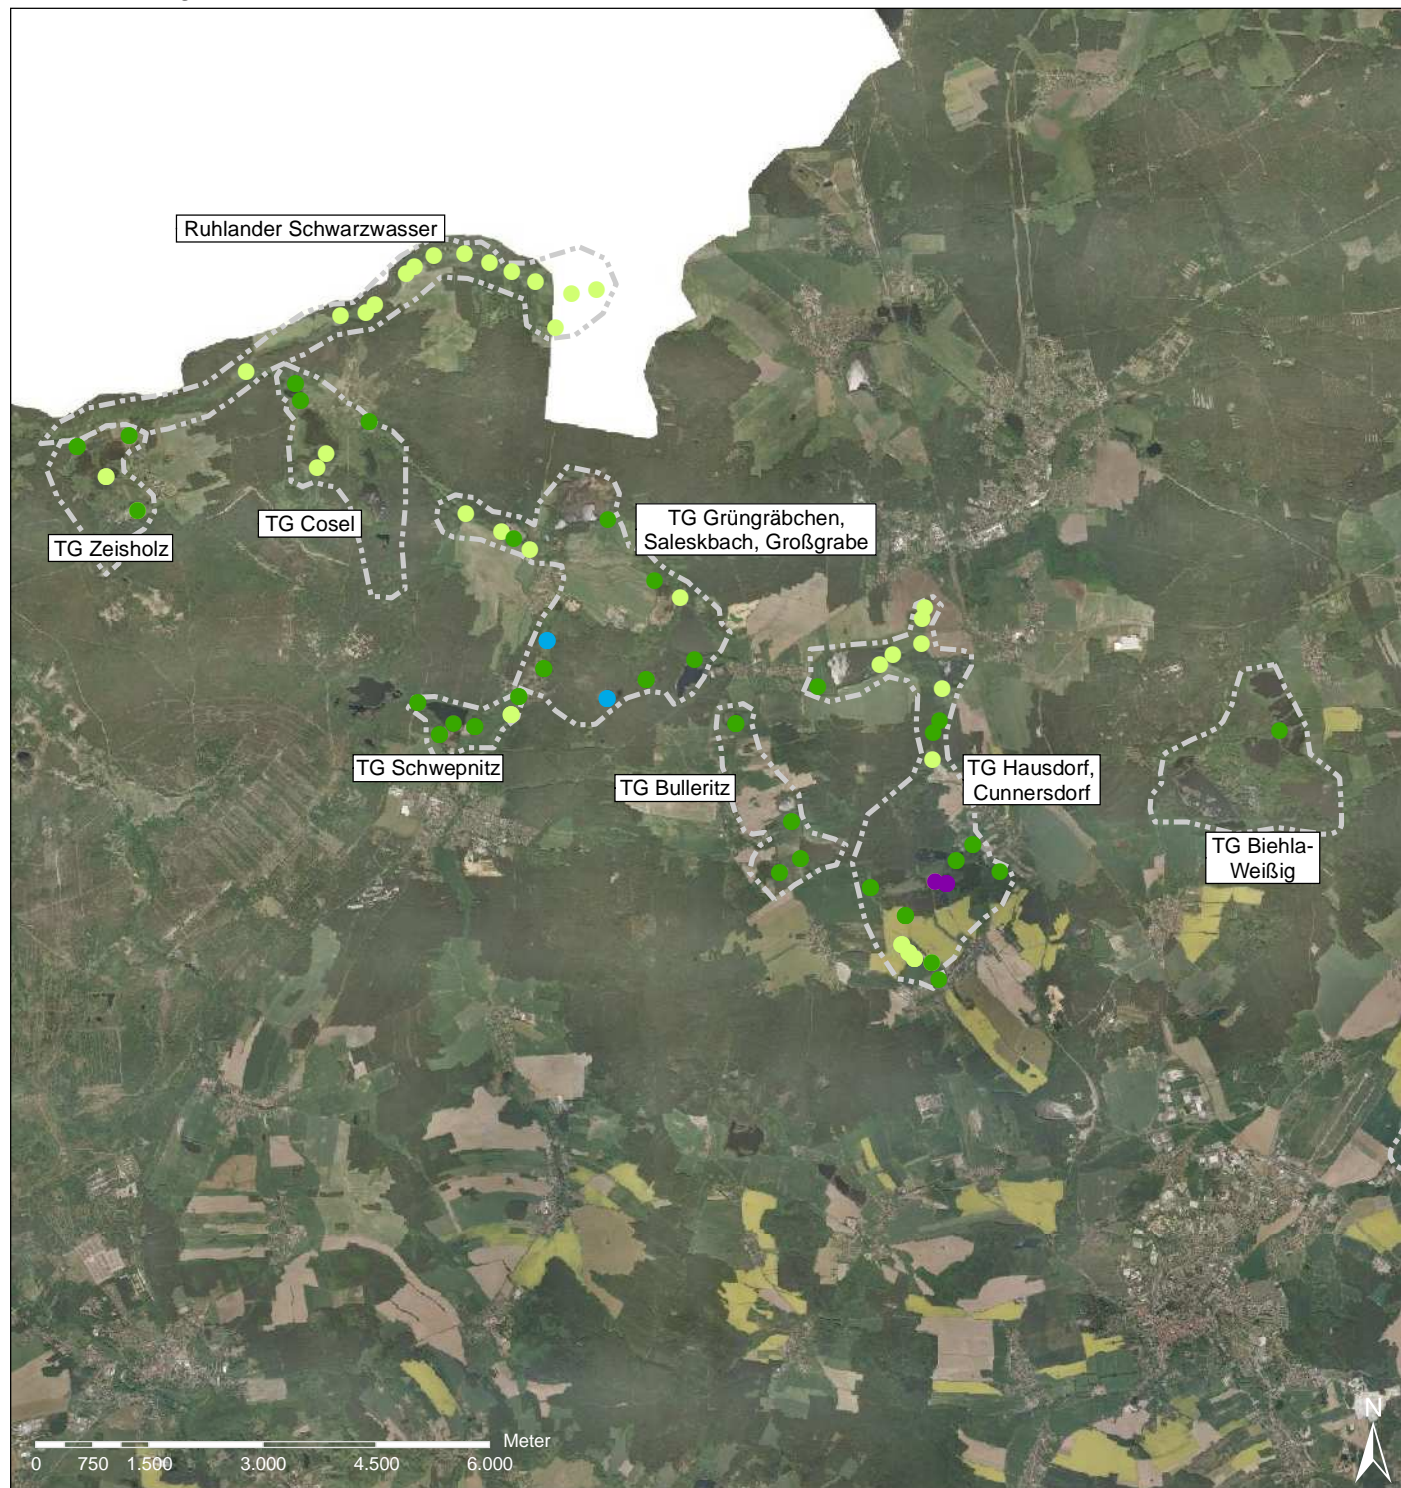 Ruhlander Schwarzwasser
TG Grüngräbchen,
Saleskbach, Großgrabe
TG Cosel
TG Zeisholz
TG Schwepnitz
TG Bulleritz
TG Hausdorf,
Cunnersdorf
TG Biehla-
Weißig
N
Meter
0 750 1.500 3.000 4.500 6.000